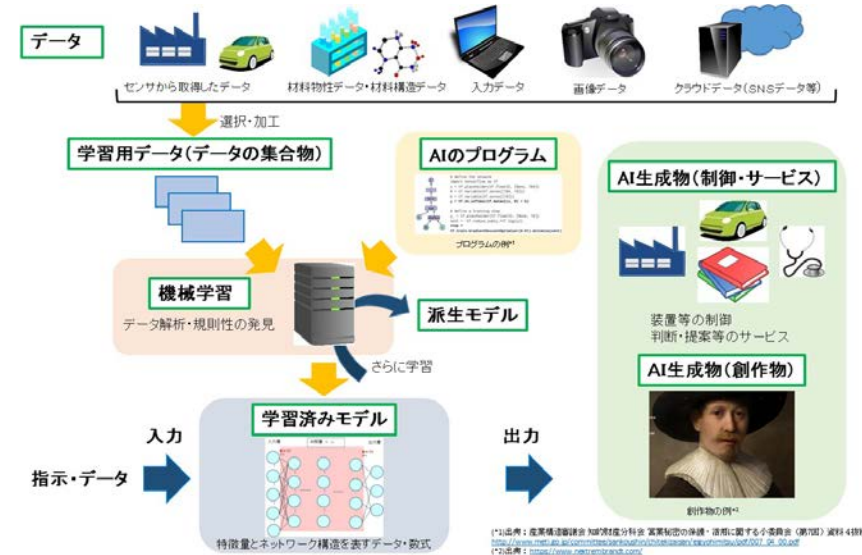 データ
センサから取得したデータ
材料物性データ・材料構造データ
入力データ
画像データ
クラウドデータ(SNSデータ等)
選択・加工
学習用データ(データの集合物)
AIのプログラム
プログラムの例*¹
機械学習
データ解析・規則性の発見
派生モデル
さらに学習
学習済みモデル
入力層
出力層
特徴量とネットワーク構造を表すデータ・数式
入力
指示・データ
出力
AI生成物(制御・サービス)
装置等の制御
判断・提案等のサービス
AI生成物(創作物)
創作物の例*²
(*1)出典:産業構造審議会 知的財産分科会 営業秘密の保護・活用に関する小委員会(第7回)資料4抜粋
(*2)出典:https://www.nextrembrandt.com/